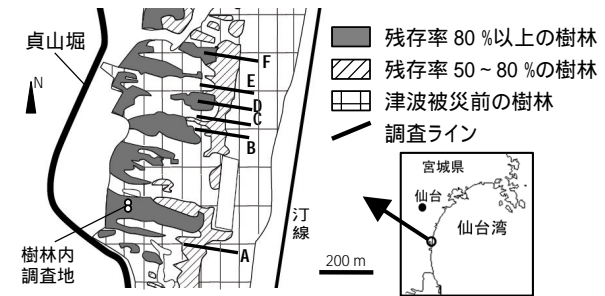 貞山堀
N
F
E
D
C
B
A
樹林内
調査地
汀
線
200 m
残存率 80 %以上の樹林
残存率 50~80 %の樹林
津波被災前の樹林
調査ライン
宮城県
仙台
仙台湾